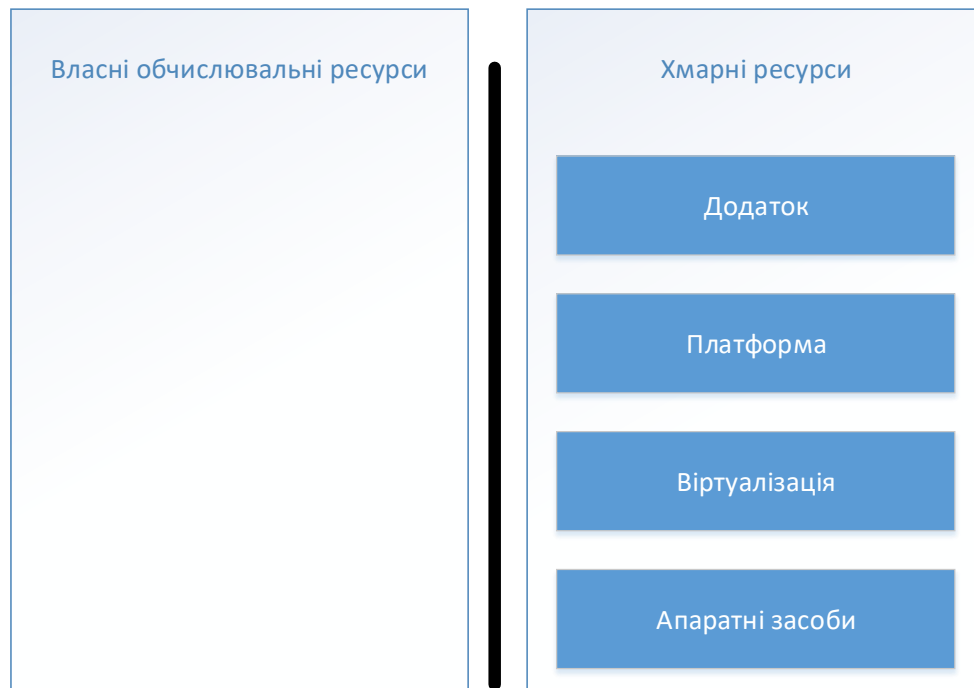 Власні обчислювальні ресурси
Хмарні ресурси
Додаток
Платформа
Віртуалізація
Апаратні засоби